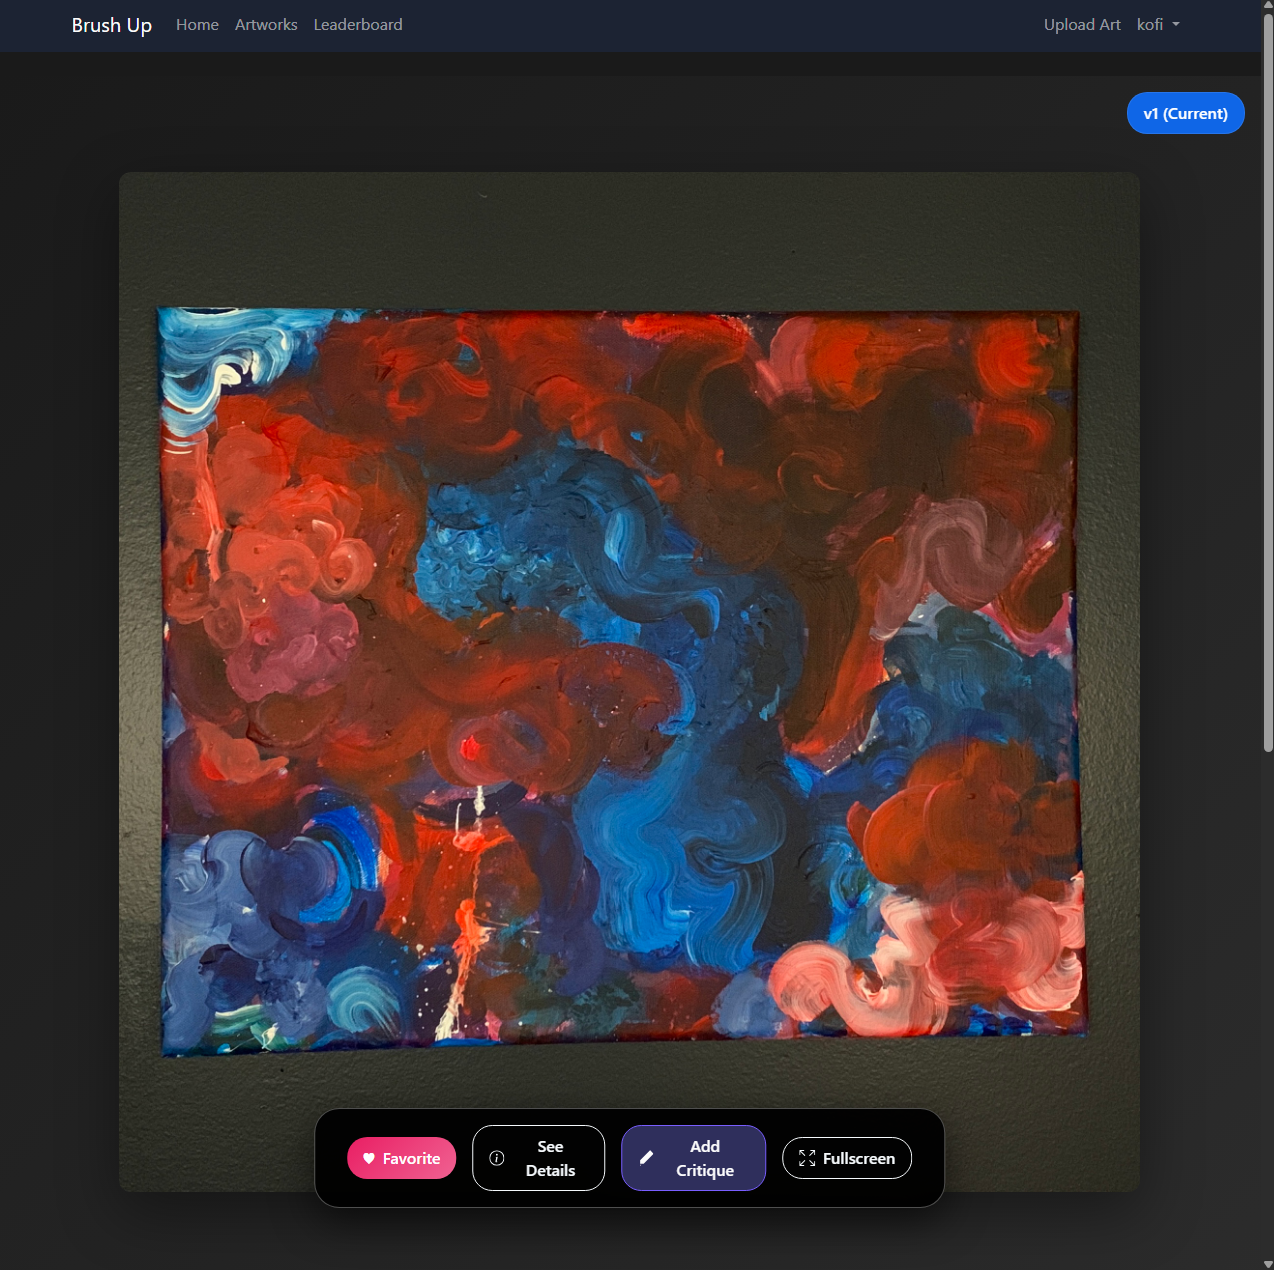 Brush Up Home Artworks Leaderboard Upload Art kofi
v1 (Current)
Favorite
See
Details
Add
Critique
Fullscreen